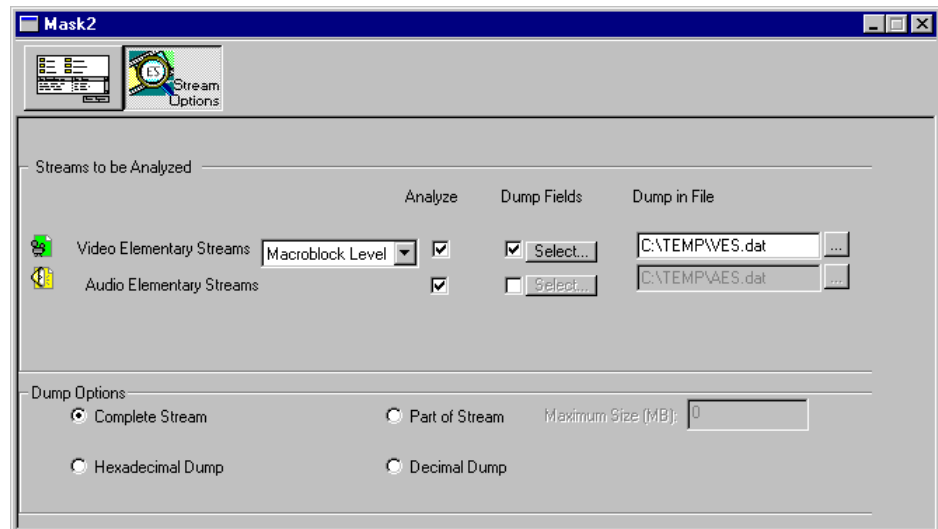 Mask2
ES
Stream
Options
Streams to be Analyzed
Analyze Dump Fields Dump in File
Video Elementary Streams Macroblock Level Select... C:\TEMP\VES.dat ...
Audio Elementary Streams Select... C:\TEMP\AES.dat ...
Dump Options
Complete Stream Part of Stream Maximum Size (MB): 0
Hexadecimal Dump Decimal Dump